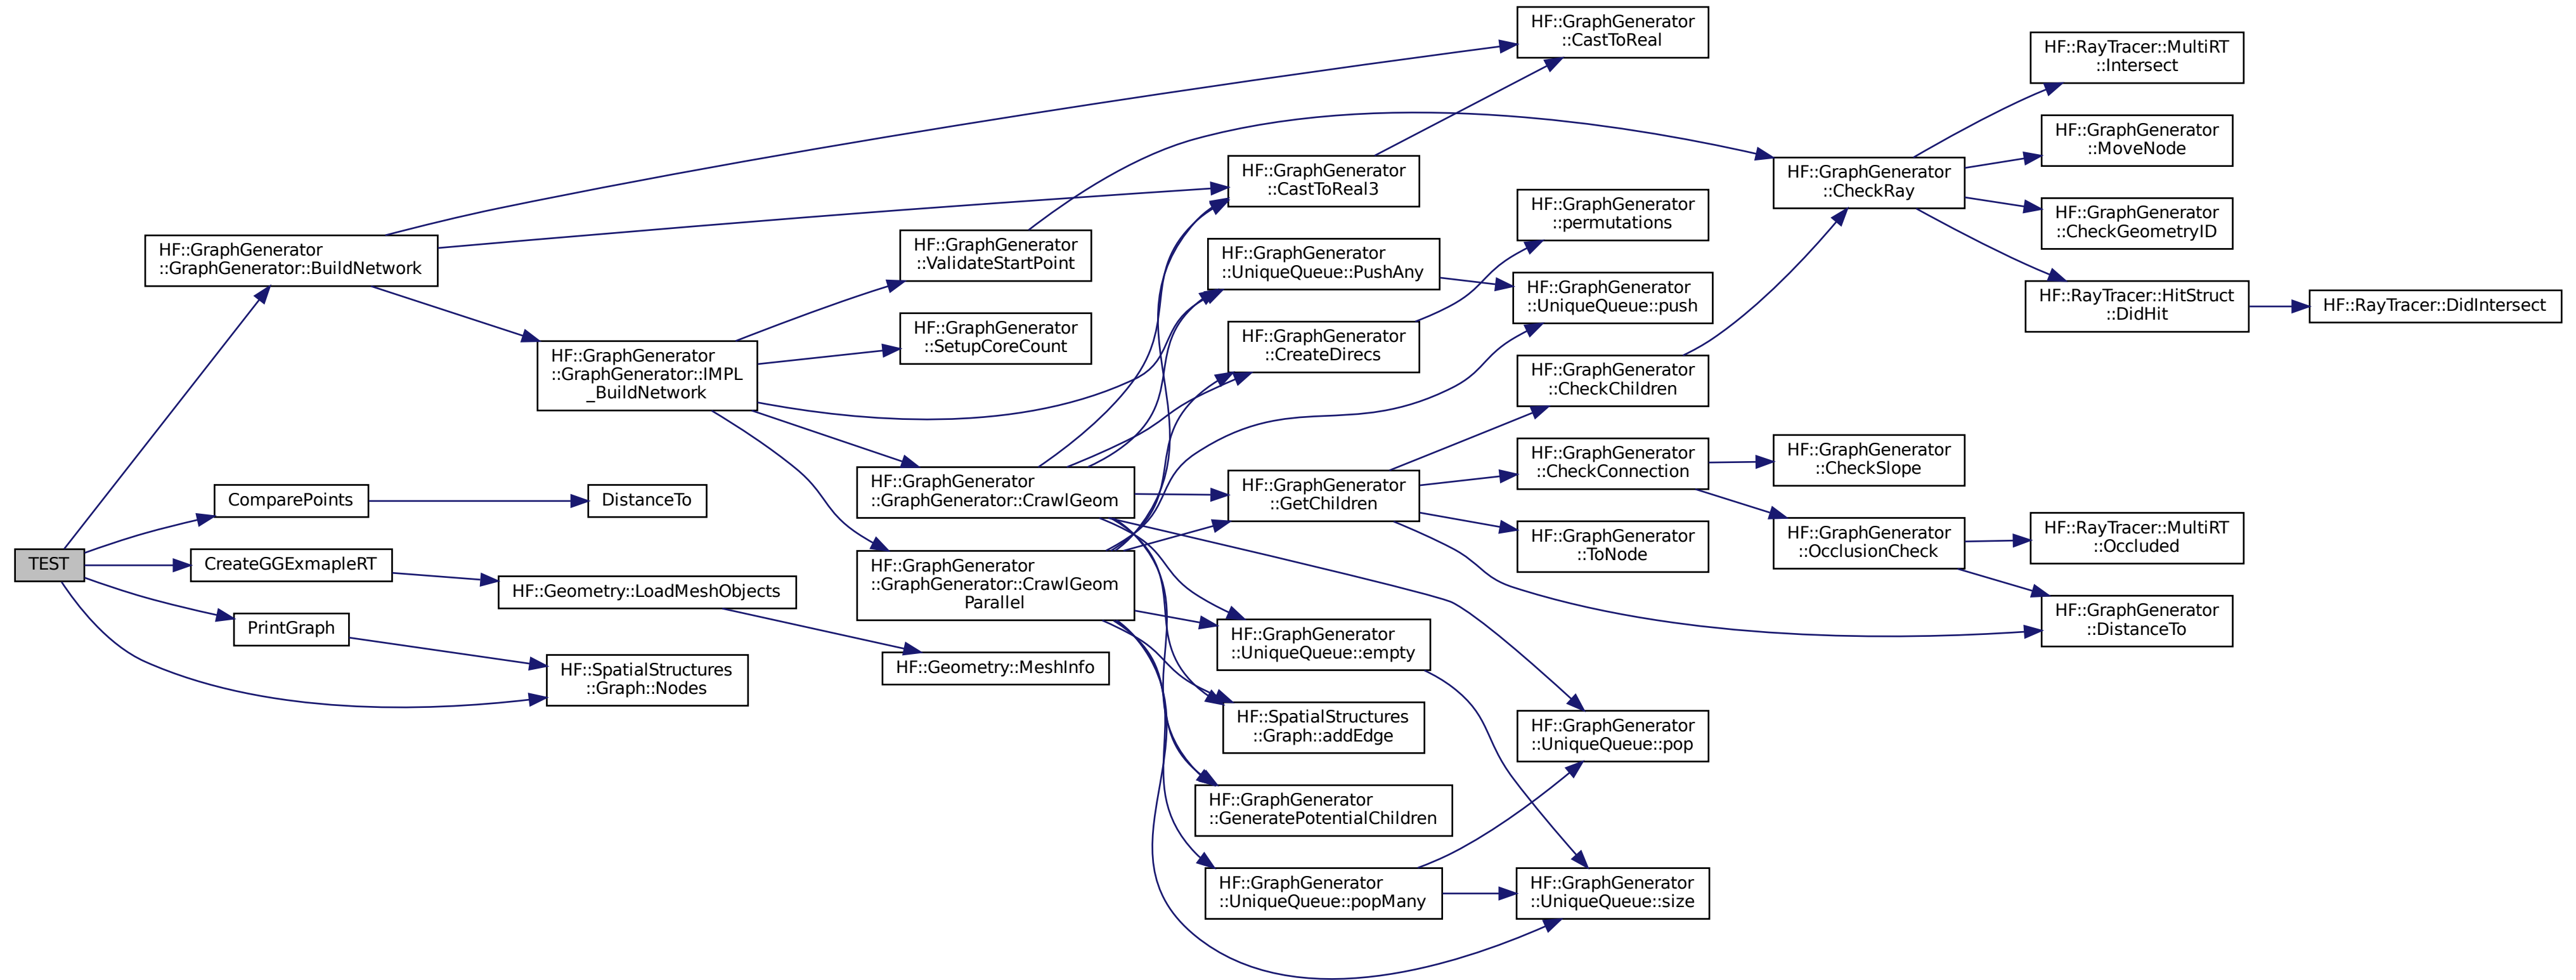 TEST
HF::GraphGenerator
::GraphGenerator::BuildNetwork
ComparePoints
CreateGGExmapleRT
PrintGraph
HF::GraphGenerator
::GraphGenerator::IMPL
_BuildNetwork
DistanceTo
HF::Geometry::LoadMeshObjects
HF::SpatialStructures
::Graph::Nodes
HF::GraphGenerator
::ValidateStartPoint
HF::GraphGenerator
::SetupCoreCount
HF::GraphGenerator
::GraphGenerator::CrawlGeom
HF::GraphGenerator
::GraphGenerator::CrawlGeom
Parallel
HF::Geometry::MeshInfo
HF::GraphGenerator
::CastToReal3
HF::GraphGenerator
::UniqueQueue::PushAny
HF::GraphGenerator
::CreateDirecs
HF::GraphGenerator
::GetChildren
HF::GraphGenerator
::UniqueQueue::empty
HF::SpatialStructures
::Graph::addEdge
HF::GraphGenerator
::GeneratePotentialChildren
HF::GraphGenerator
::UniqueQueue::popMany
HF::GraphGenerator
::CastToReal
HF::GraphGenerator
::permutations
HF::GraphGenerator
::UniqueQueue::push
HF::GraphGenerator
::CheckChildren
HF::GraphGenerator
::CheckConnection
HF::GraphGenerator
::ToNode
HF::GraphGenerator
::UniqueQueue::pop
HF::GraphGenerator
::UniqueQueue::size
HF::GraphGenerator
::CheckRay
HF::GraphGenerator
::CheckSlope
HF::GraphGenerator
::OcclusionCheck
HF::RayTracer::MultiRT
::Intersect
HF::GraphGenerator
::MoveNode
HF::GraphGenerator
::CheckGeometryID
HF::RayTracer::HitStruct
::DidHit
HF::RayTracer::MultiRT
::Occluded
HF::GraphGenerator
::DistanceTo
HF::RayTracer::DidIntersect